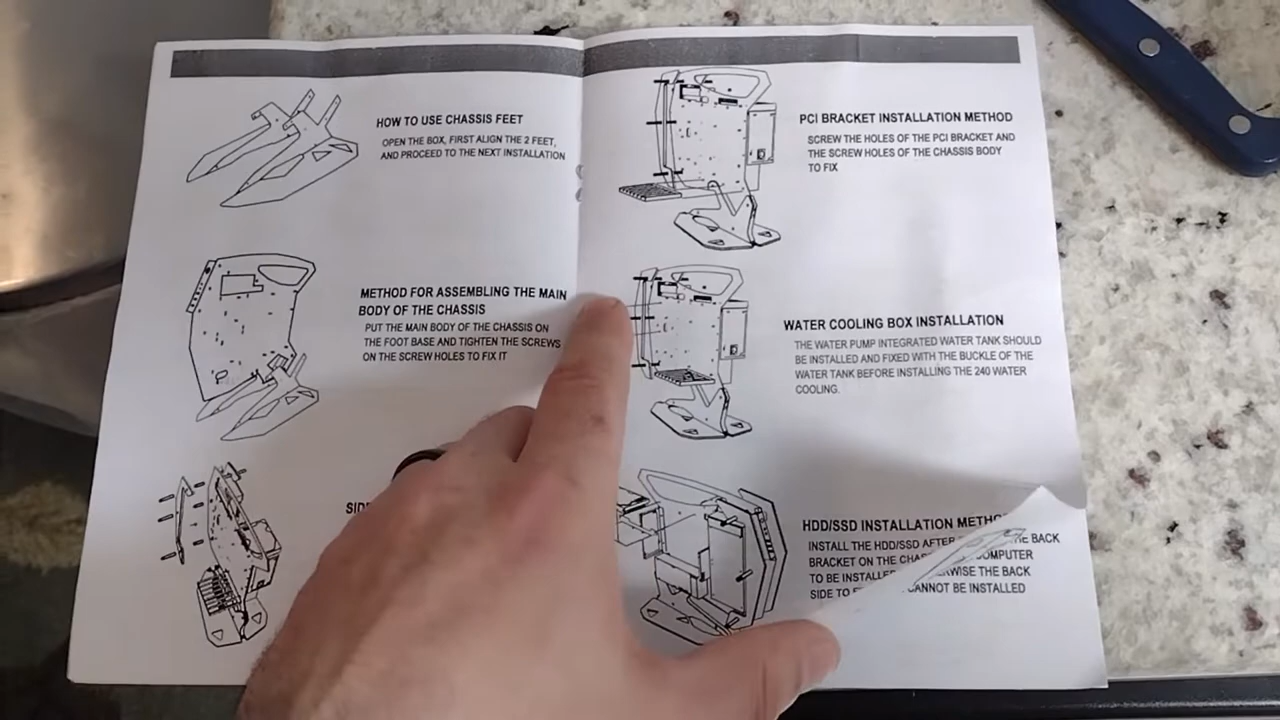 HOW TO USE CHASSIS FEET
OPEN THE BOX, FIRST ALIGN THE 2 FEET,
AND PROCEED TO THE NEXT INSTALLATION
METHOD FOR ASSEMBLING THE MAIN
BODY OF THE CHASSIS
PUT THE MAIN BODY OF THE CHASSIS ON
THE FOOT BASE AND TIGHTEN THE SCREWS
ON THE SCREW HOLES TO FIX IT
PCI BRACKET INSTALLATION METHOD
SCREW THE HOLES OF THE PCI BRACKET AND
THE SCREW HOLES OF THE CHASSIS BODY
TO FIX
WATER COOLING BOX INSTALLATION
THE WATER PUMP INTEGRATED WATER TANK SHOULD
BE INSTALLED AND FIXED WITH THE BUCKLE OF THE
WATER TANK BEFORE INSTALLING THE 240 WATER
COOLING.
HDD/SSD INSTALLATION
INSTALL THE HDD/SSD AFTER BACK
BRACKET ON THE
TO BE THE BACK
SIDE TO CANNOT BE INSTALLED